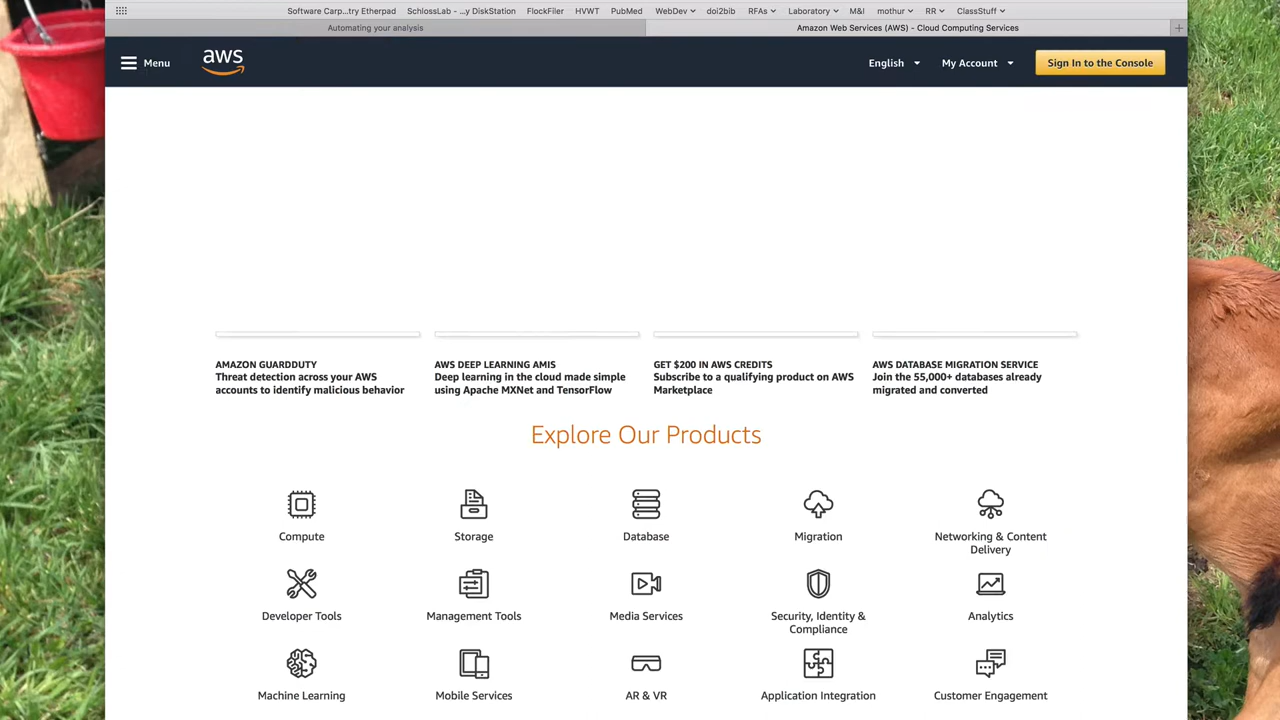 Software Carp...try Etherpad SchlossLab - ...y DiskStation FlockFiler HVWT PubMed WebDev doi2bib RFAs Laboratory M&I mothur RR ClassStuff
Automating your analysis Amazon Web Services (AWS) - Cloud Computing Services
Menu aws English My Account Sign In to the Console
AMAZON GUARDDUTY
Threat detection across your AWS
accounts to identify malicious behavior
AWS DEEP LEARNING AMIS
Deep learning in the cloud made simple
using Apache MXNet and TensorFlow
GET $200 IN AWS CREDITS
Subscribe to a qualifying product on AWS
Marketplace
AWS DATABASE MIGRATION SERVICE
Join the 55,000+ databases already
migrated and converted
Explore Our Products
Compute
Storage
Database
Migration
Networking & Content
Delivery
Developer Tools
Management Tools
Media Services
Security, Identity &
Compliance
Analytics
Machine Learning
Mobile Services
AR & VR
Application Integration
Customer Engagement